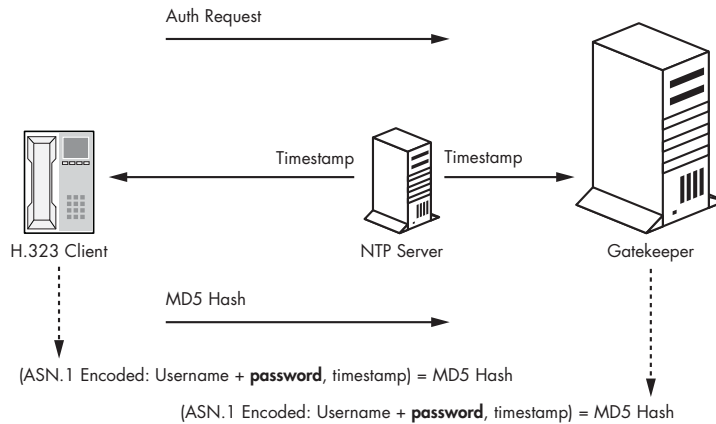 Auth Request
Timestamp
Timestamp
H.323 Client
NTP Server
Gatekeeper
MD5 Hash
(ASN.1 Encoded: Username + password, timestamp) = MD5 Hash
(ASN.1 Encoded: Username + password, timestamp) = MD5 Hash